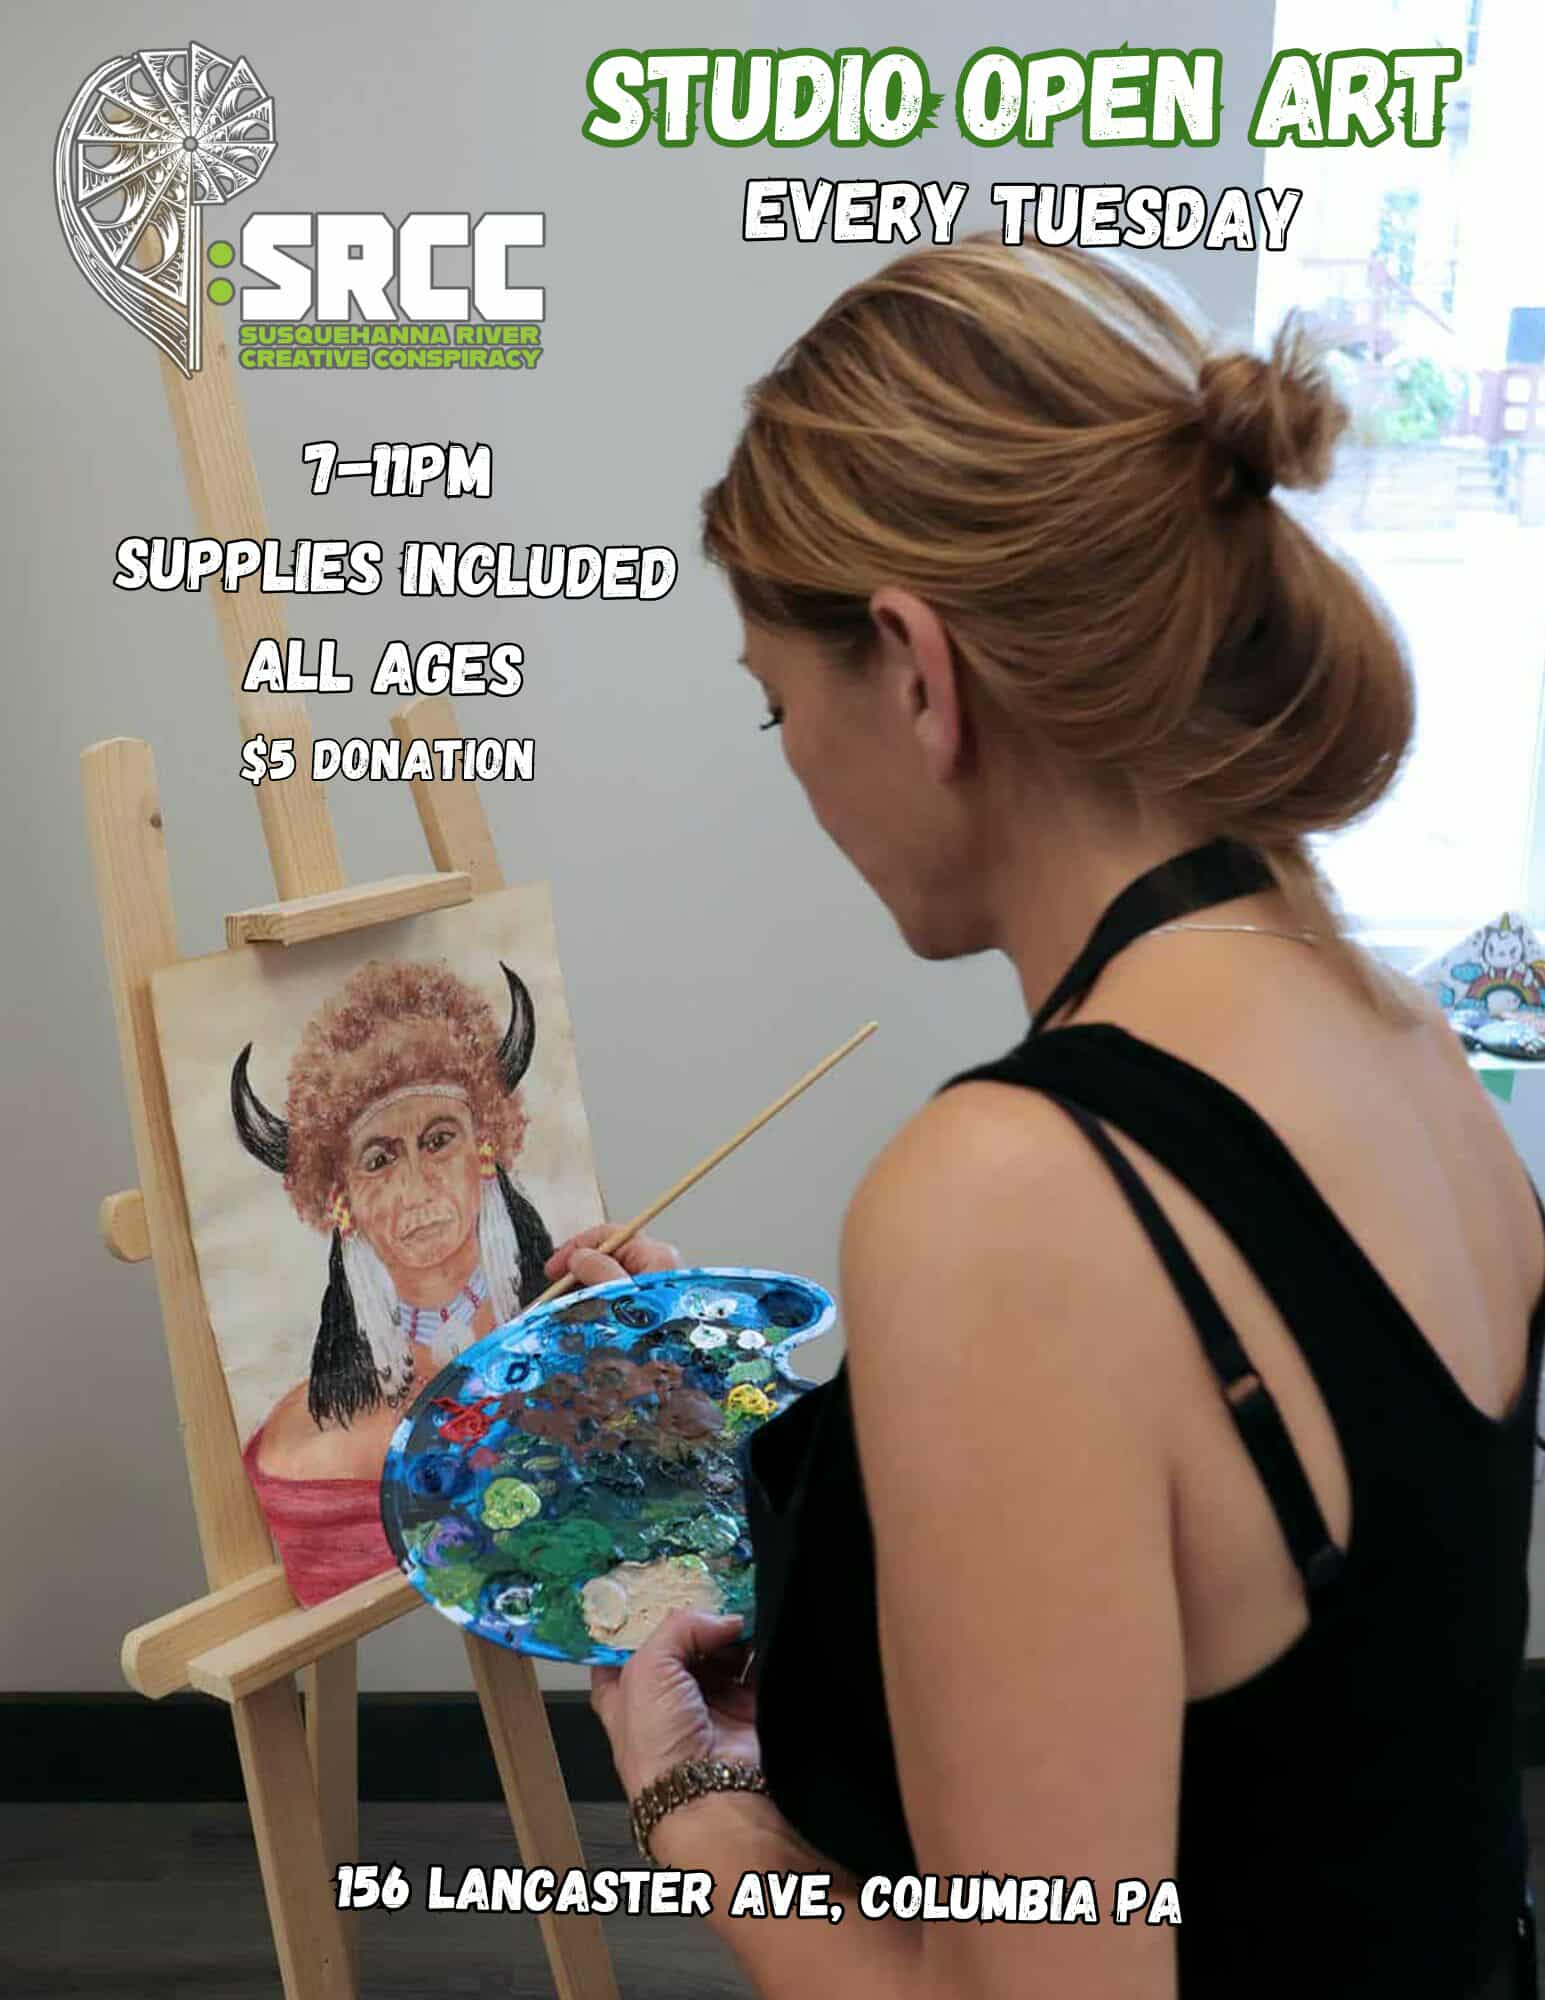 STUDIO OPEN ART
EVERY TUESDAY
:SRCC
SUSQUEHANNA RIVER
CREATIVE CONSPIRACY
7-11PM
SUPPLIES INCLUDED
ALL AGES
$5 DONATION
156 LANCASTER AVE, COLUMBIA PA